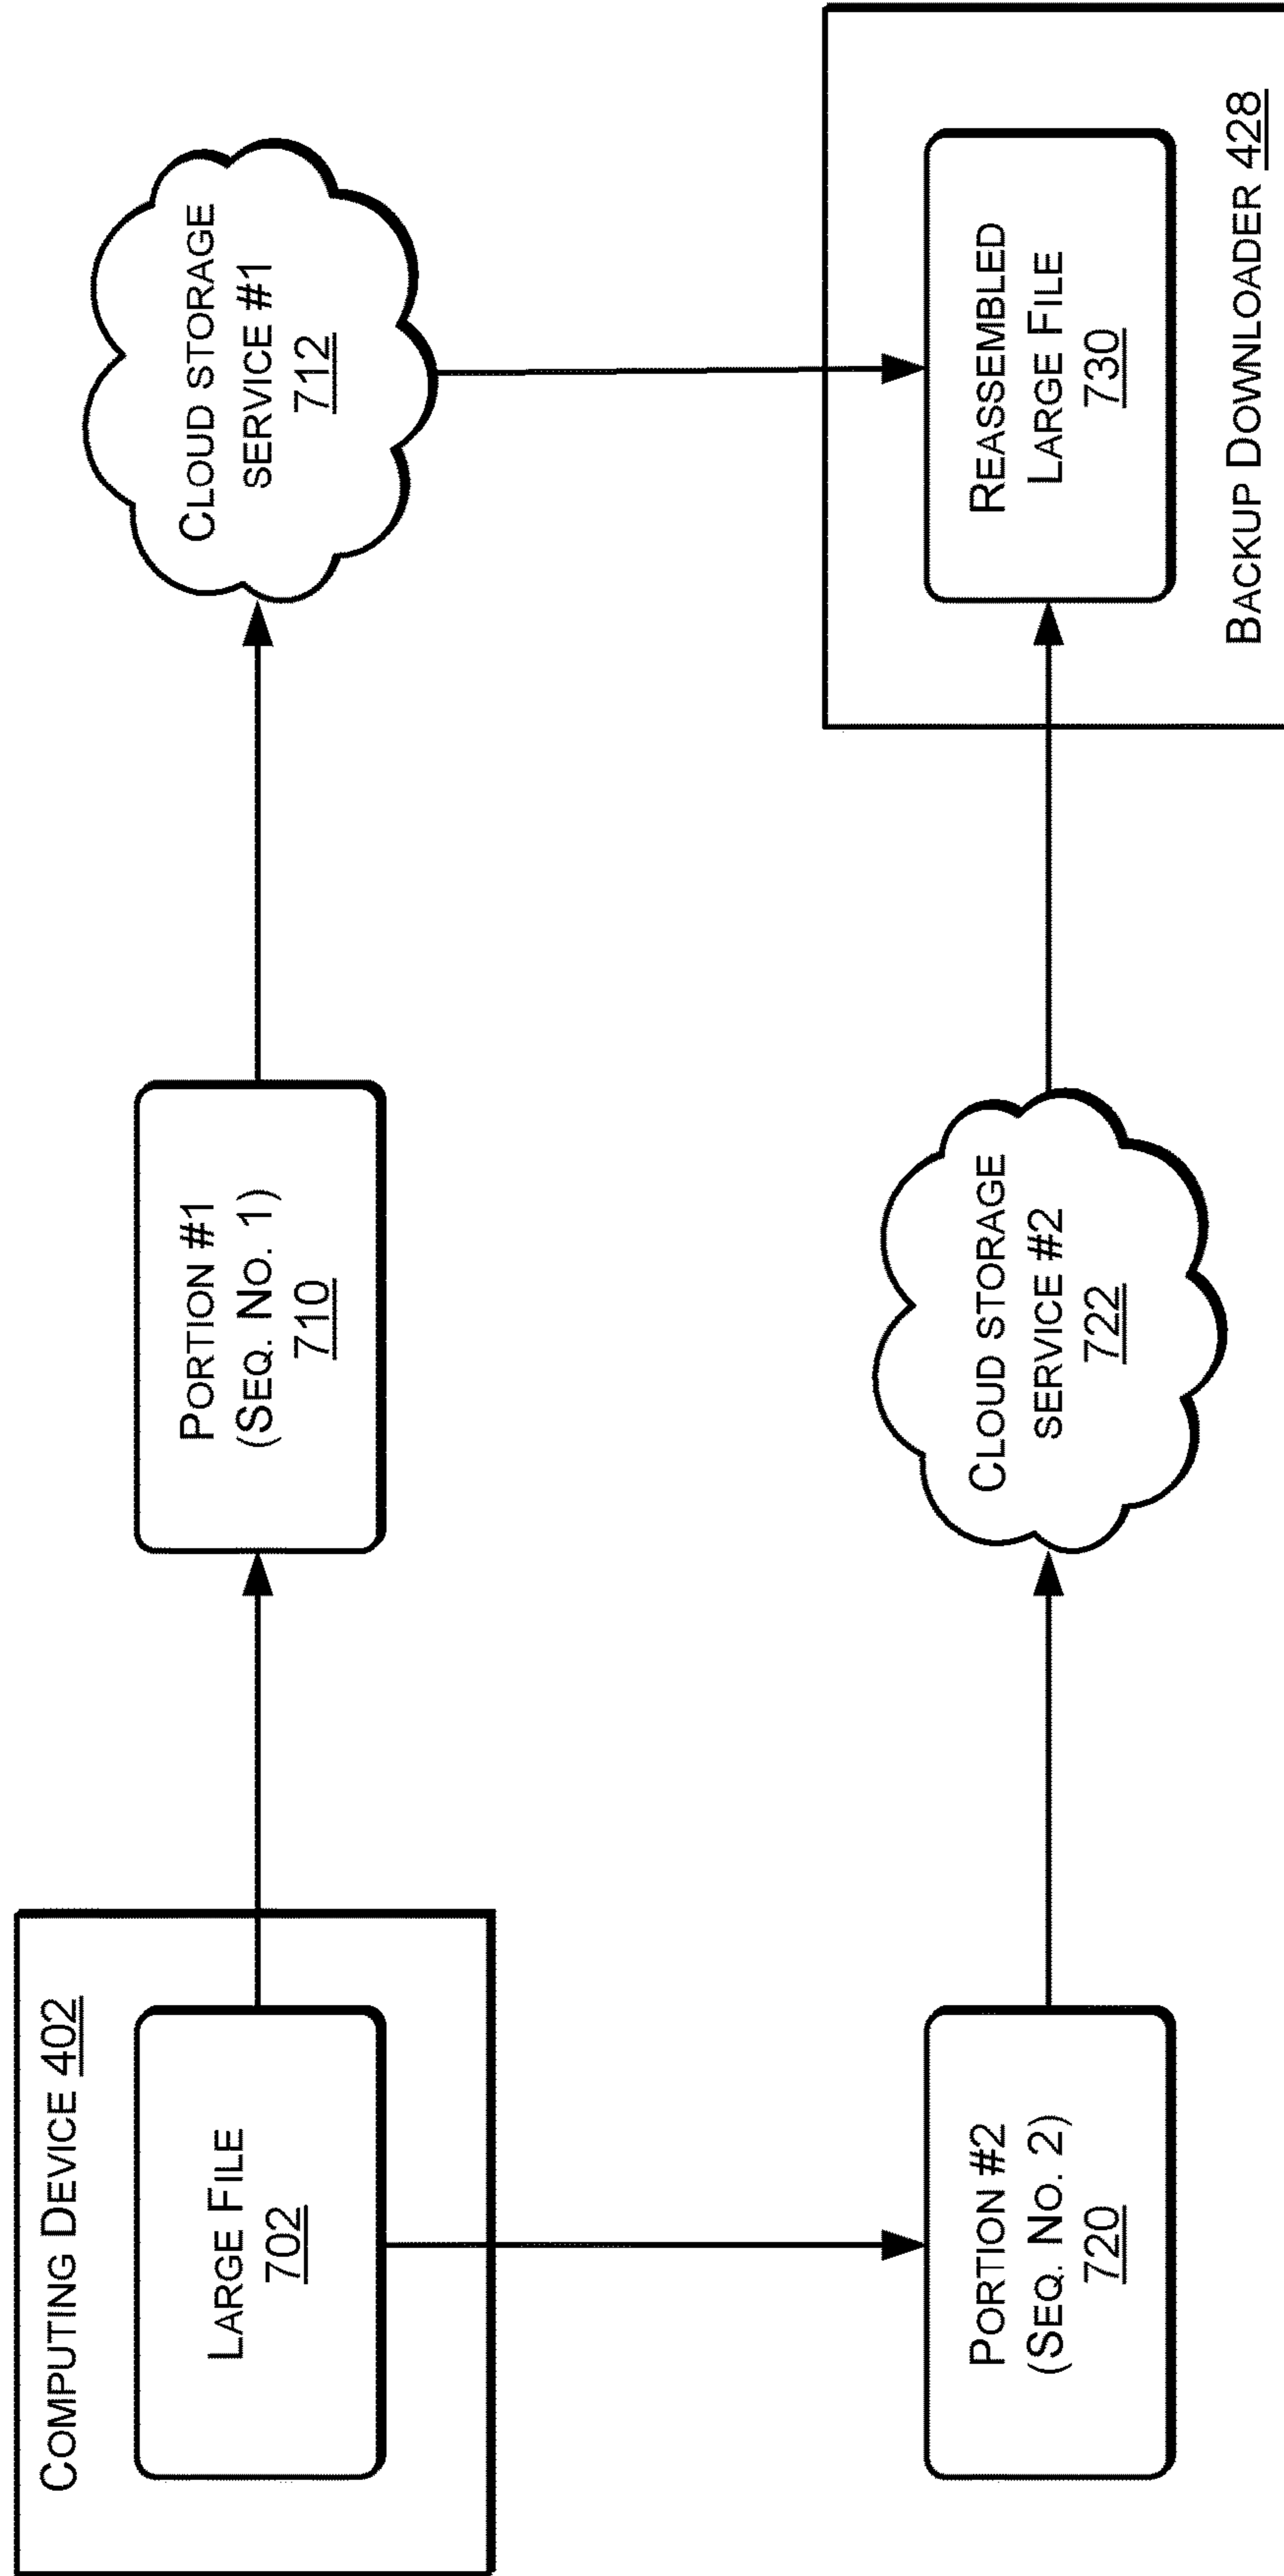 COMPUTING DEVICE 402
LARGE FILE
702
PORTION #1
(SEQ. NO. 1)
710
CLOUD STORAGE
SERVICE #1
712
PORTION #2
(SEQ. NO. 2)
720
CLOUD STORAGE
SERVICE #2
722
REASSEMBLED
LARGE FILE
730
BACKUP DOWNLOADER 428